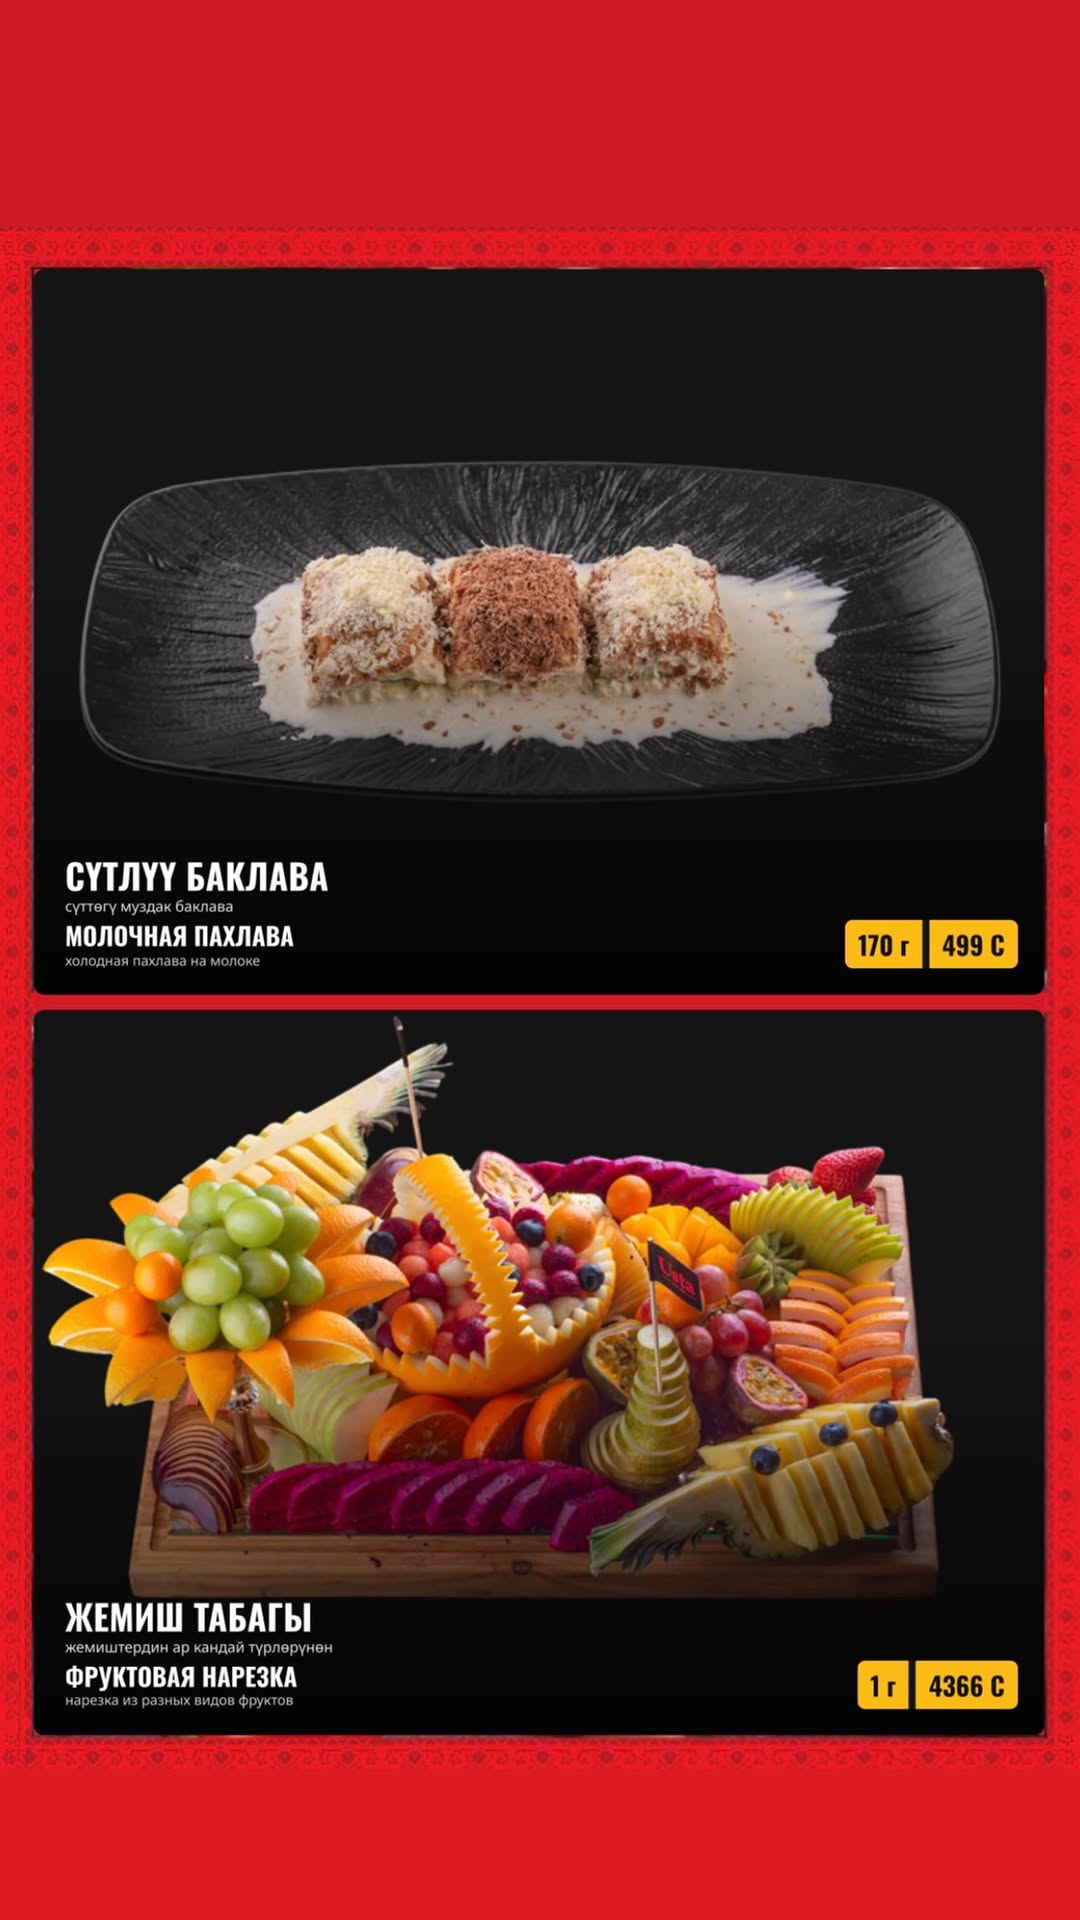 СҮТЛҮҮ БАКЛАВА
сүттөгү муздак баклава
МОЛОЧНАЯ ПАХЛАВА
холодная пахлава на молоке
170 г
499 С
Usta
ЖЕМИШ ТАБАГЫ
жемиштердин ар кандай түрлөрүнөн
ФРУКТОВАЯ НАРЕЗКА
нарезка из разных видов фруктов
1 г
4366 С